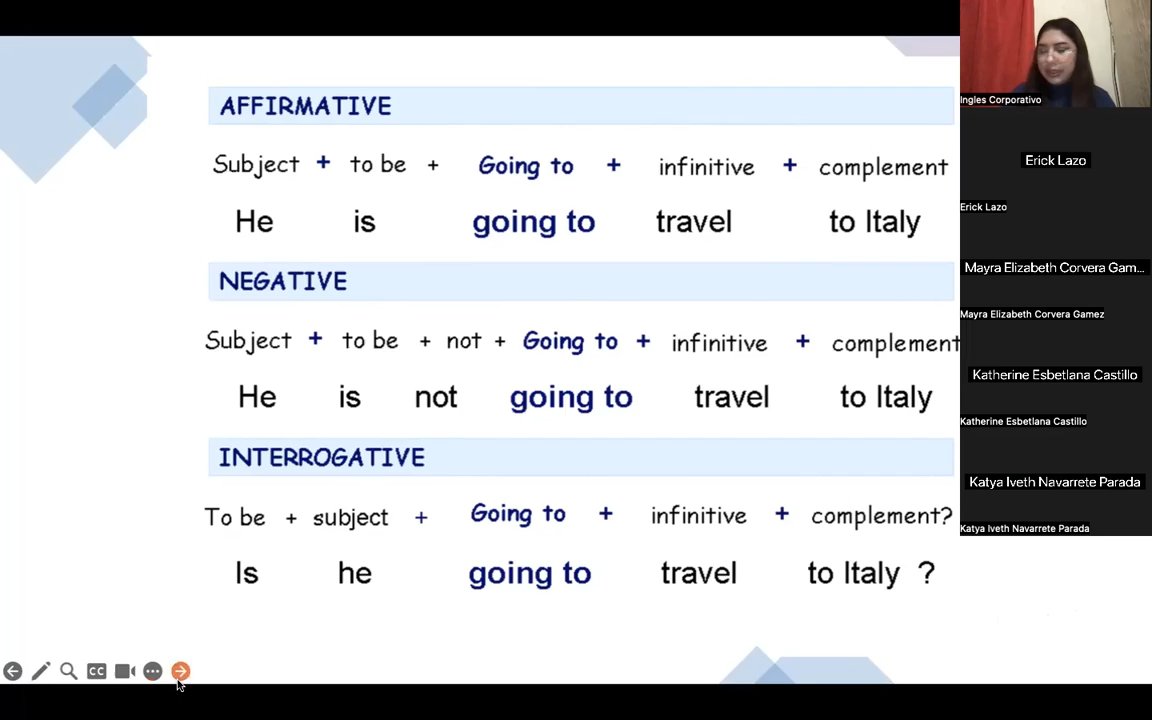 AFFIRMATIVE
Subject + to be + Going to + infinitive + complement
He is going to travel to Italy
NEGATIVE
Subject + to be + not + Going to + infinitive + complement
He is not going to travel to Italy
INTERROGATIVE
To be + subject + Going to + infinitive + complement?
Is he going to travel to Italy ?
CC
Ingles Corporativo
Erick Lazo
Erick Lazo
Mayra Elizabeth Corvera Gam...
Mayra Elizabeth Corvera Gamez
Katherine Esbetlana Castillo
Katherine Esbetlana Castillo
Katya Iveth Navarrete Parada
Katya Iveth Navarrete Parada